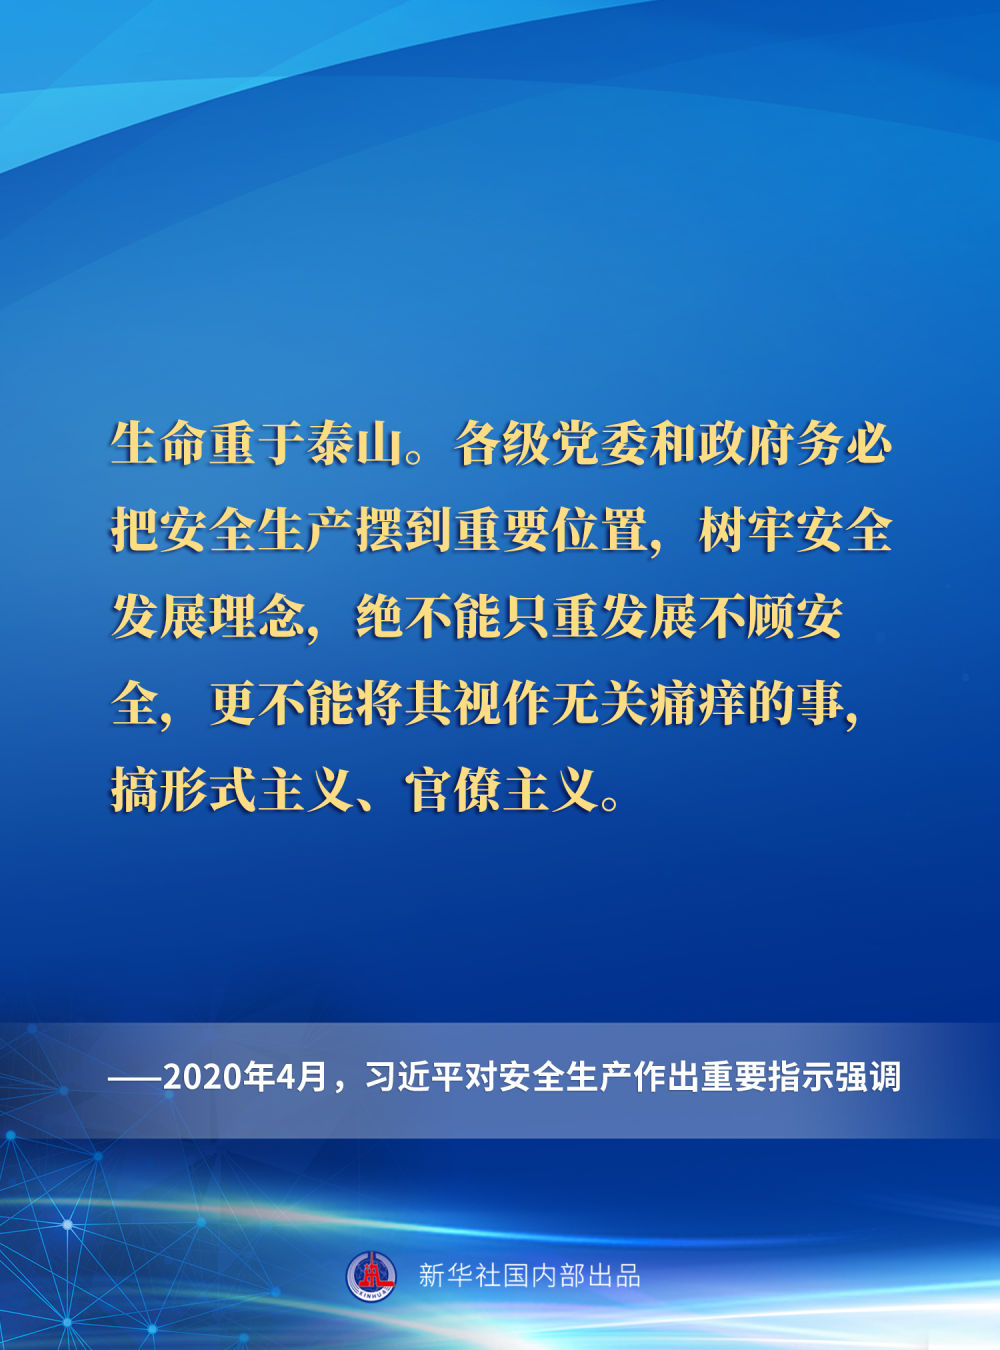 生命重于泰山。各级党委和政府务必
把安全生产摆到重要位置，树牢安全
发展理念，绝不能只重发展不顾安
全，更不能将其视作无关痛痒的事，
搞形式主义、官僚主义。
——2020年4月，习近平对安全生产作出重要指示强调
XINHUA
新华社国内部出品